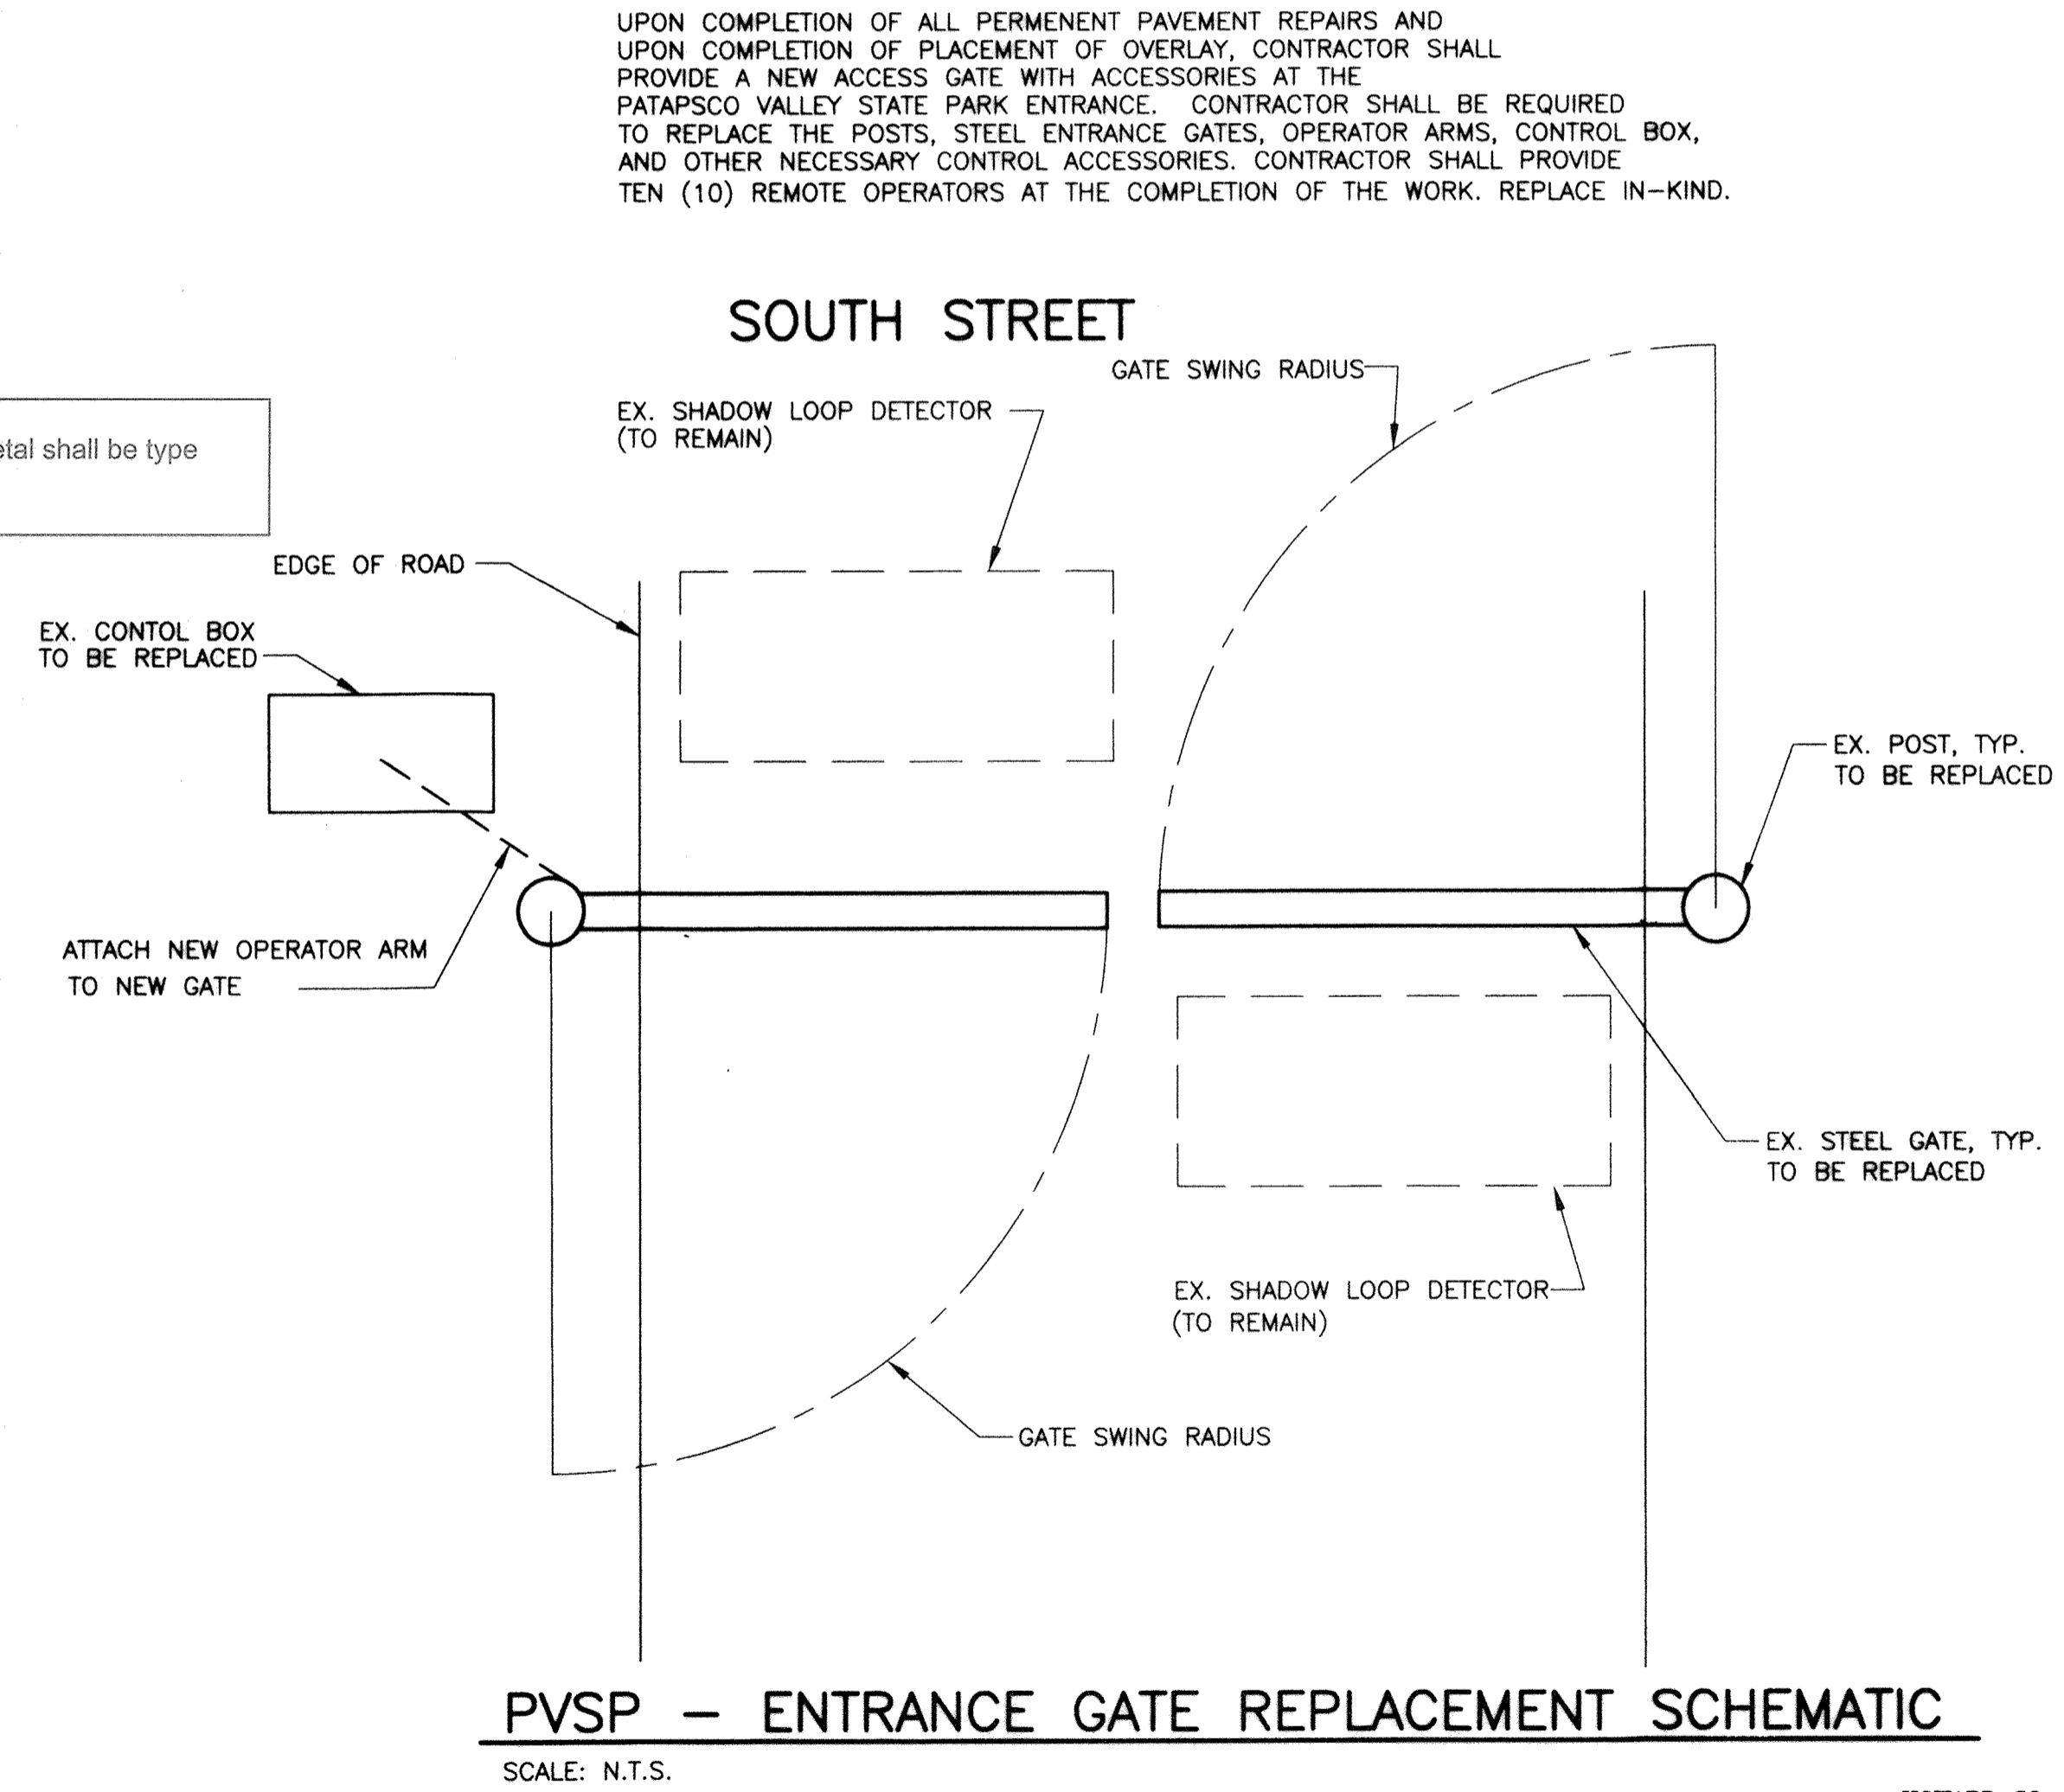 UPON COMPLETION OF ALL PERMENENT PAVEMENT REPAIRS AND
UPON COMPLETION OF PLACEMENT OF OVERLAY, CONTRACTOR SHALL
PROVIDE A NEW ACCESS GATE WITH ACCESSORIES AT THE
PATAPSCO VALLEY STATE PARK ENTRANCE. CONTRACTOR SHALL BE REQUIRED
TO REPLACE THE POSTS, STEEL ENTRANCE GATES, OPERATOR ARMS, CONTROL BOX,
AND OTHER NECESSARY CONTROL ACCESSORIES. CONTRACTOR SHALL PROVIDE
TEN (10) REMOTE OPERATORS AT THE COMPLETION OF THE WORK. REPLACE IN-KIND.
SOUTH STREET
GATE SWING RADIUS
EX. SHADOW LOOP DETECTOR
(TO REMAIN)
etal shall be type
EDGE OF ROAD
EX. CONTOL BOX
TO BE REPLACED
EX. POST, TYP.
TO BE REPLACED
ATTACH NEW OPERATOR ARM
TO NEW GATE
EX. STEEL GATE, TYP.
TO BE REPLACED
EX. SHADOW LOOP DETECTOR
(TO REMAIN)
GATE SWING RADIUS
PVSP - ENTRANCE GATE REPLACEMENT SCHEMATIC
SCALE: N.T.S.